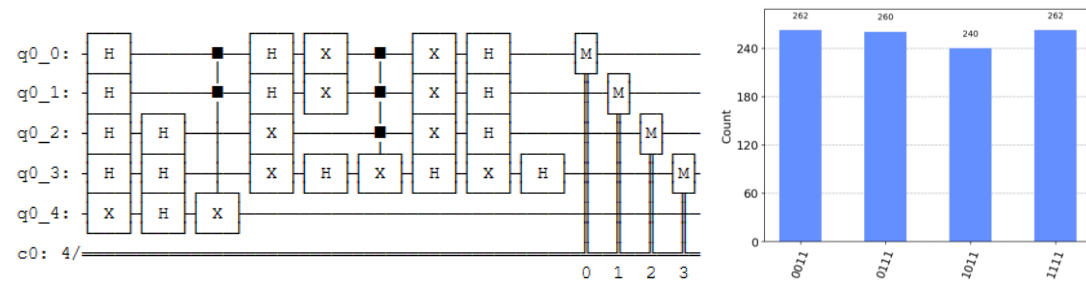 q0_0: H H X X H M
q0_1: H H X X H M
q0_2: H H X X H M
q0_3: H H X H X H X H M
q0_4: X H X
c0: 4/
0 1 2 3
262 260 240 262
Count
240
180
120
60
0
0011 0111 1011 1111